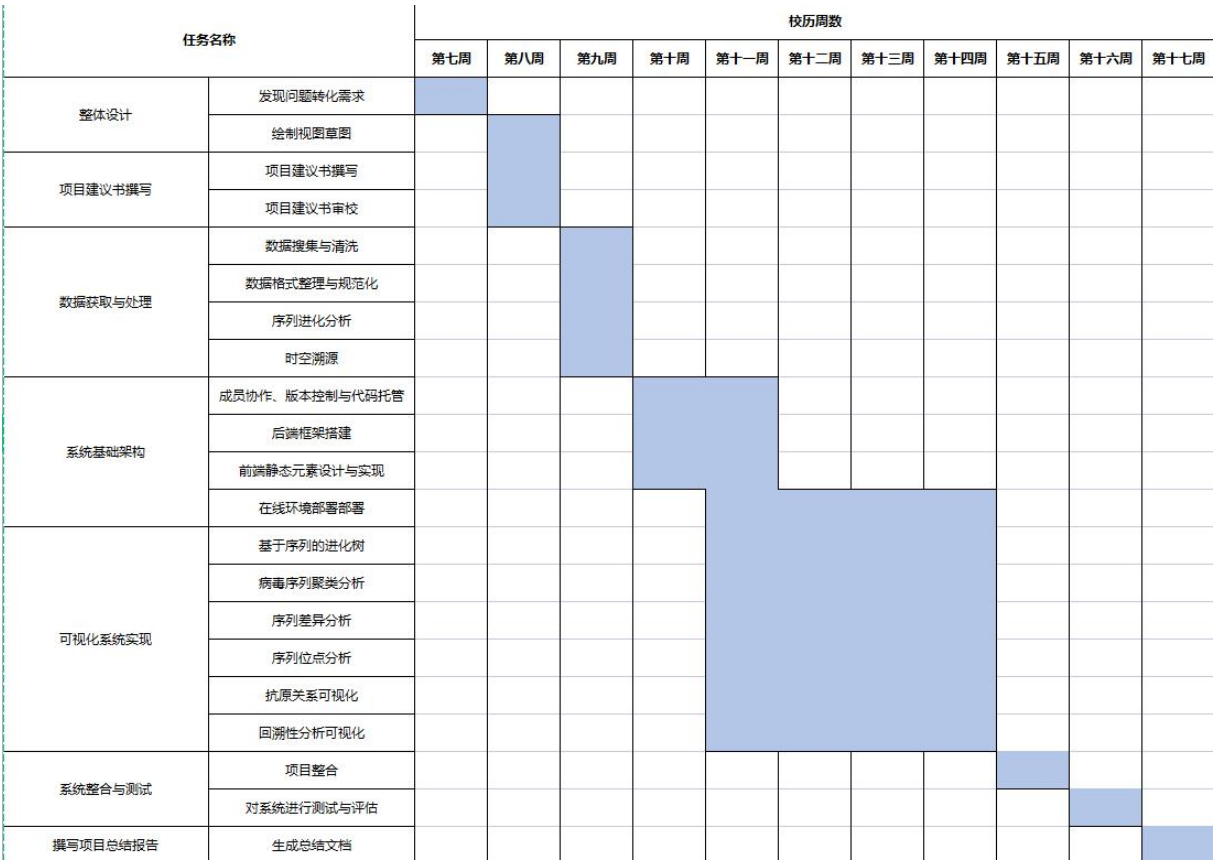 任务名称
校历周数
第七周 第八周 第九周 第十周 第十一周 第十二周 第十三周 第十四周 第十五周 第十六周 第十七周
整体设计
发现问题转化需求
绘制视图草图
项目建议书撰写
项目建议书撰写
项目建议书审校
数据获取与处理
数据搜集与清洗
数据格式整理与规范化
序列进化分析
时空溯源
系统基础架构
成员协作、版本控制与代码托管
后端框架搭建
前端静态元素设计与实现
在线环境部署部署
可视化系统实现
基于序列的进化树
病毒序列聚类分析
序列差异分析
序列位点分析
抗原关系可视化
回溯性分析可视化
系统整合与测试
项目整合
对系统进行测试与评估
撰写项目总结报告
生成总结文档